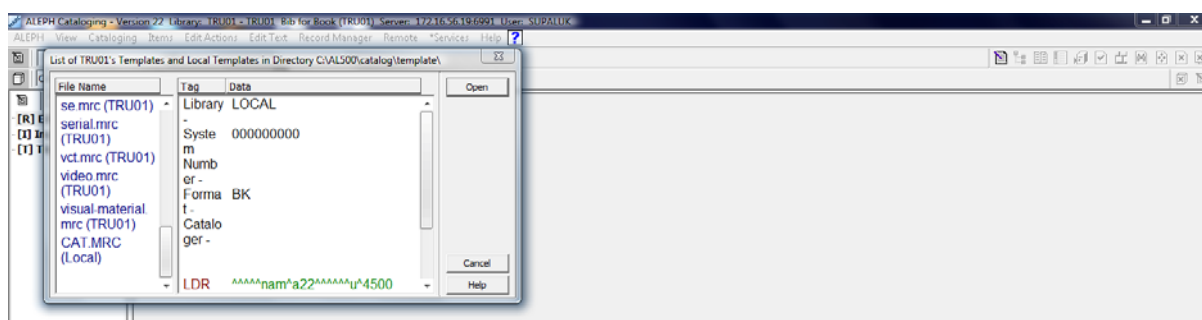 ALEPH Cataloging - Version 22 Library: TRU01 - TRU01 Bib for Book (TRU01) Server: 172.16.56.19:6991 User: SUPALUK
ALEPH View Cataloging Items Edit Actions Edit Text Record Manager Remote *Services Help ?
List of TRU01's Templates and Local Templates in Directory C:\AL500\catalog\template\
File Name Tag Data Open
se.mrc (TRU01)
serial.mrc
(TRU01)
vct.mrc (TRU01)
video.mrc
(TRU01)
visual-material.
mrc (TRU01)
CAT.MRC
(Local)
Library LOCAL
-
Syste 000000000
m
Numb
er -
Forma BK
t -
Catalo
ger -
LDR ^^^^^nam^a22^^^^^^u^4500
Cancel
Help
[R] E
[I] In
[T] T